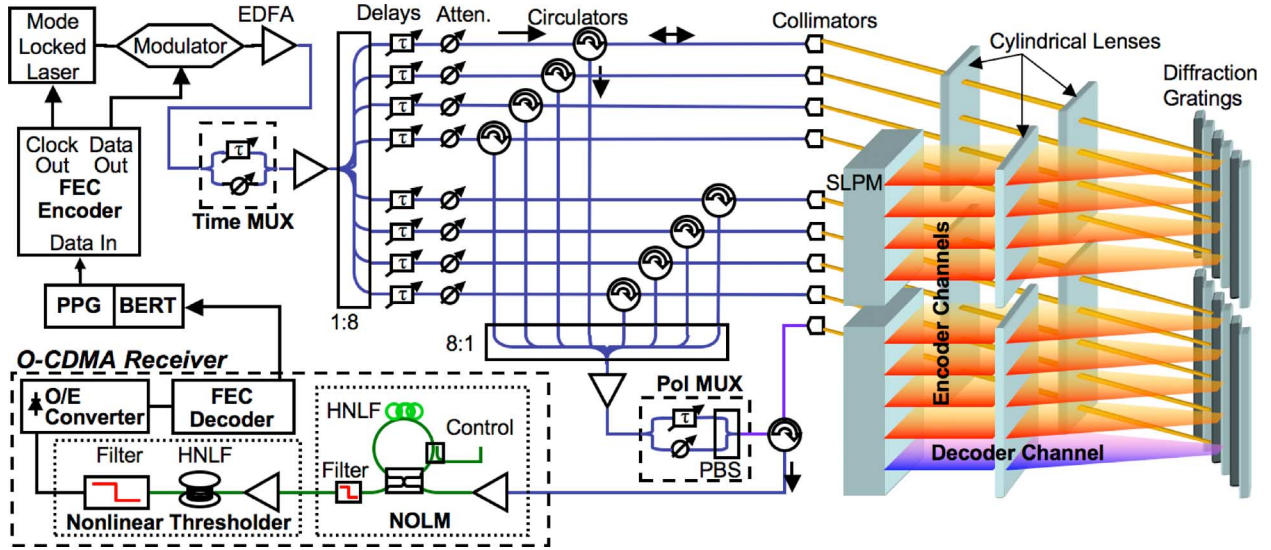 EDFA
Delays
Atten.
Circulators
Collimators
Mode
Locked
Laser
Modulator
Cylindrical Lenses
Diffraction
Gratings
τ
τ
τ
τ
τ
Clock
Out
Data
Out
FEC
Encoder
Data In
Time MUX
SLPM
τ
τ
τ
τ
Encoder Channels
PPG
BERT
1:8
8:1
O-CDMA Receiver
O/E
Converter
FEC
Decoder
HNLF
Control
Pol MUX
τ
PBS
Decoder Channel
Filter
HNLF
Filter
Nonlinear Thresholder
NOLM